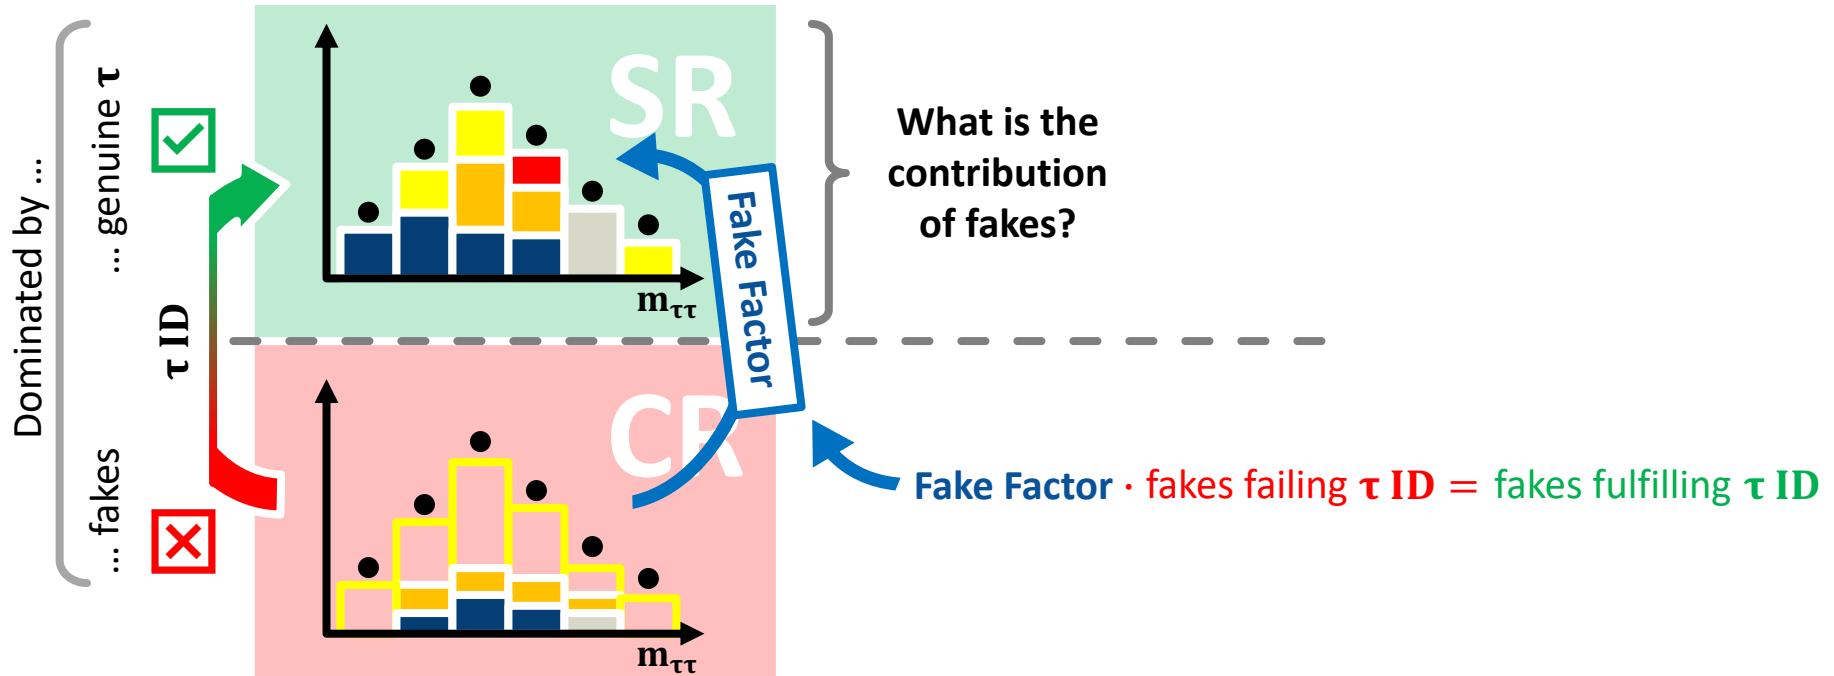 Dominated by ...
... genuine τ
... fakes
τ ID
SR
m_ττ
Fake Factor
What is the
contribution
of fakes?
CR
m_ττ
Fake Factor · fakes failing τ ID = fakes fulfilling τ ID